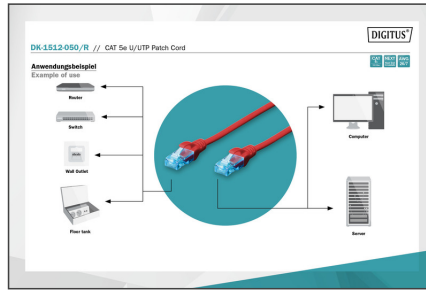 DIGITUS®
DK-1512-050/R // CAT 5e U/UTP Patch Cord
Anwendungsbeispiel
Example of use
Router
Switch
Wall Outlet
Floor tank
Computer
Server